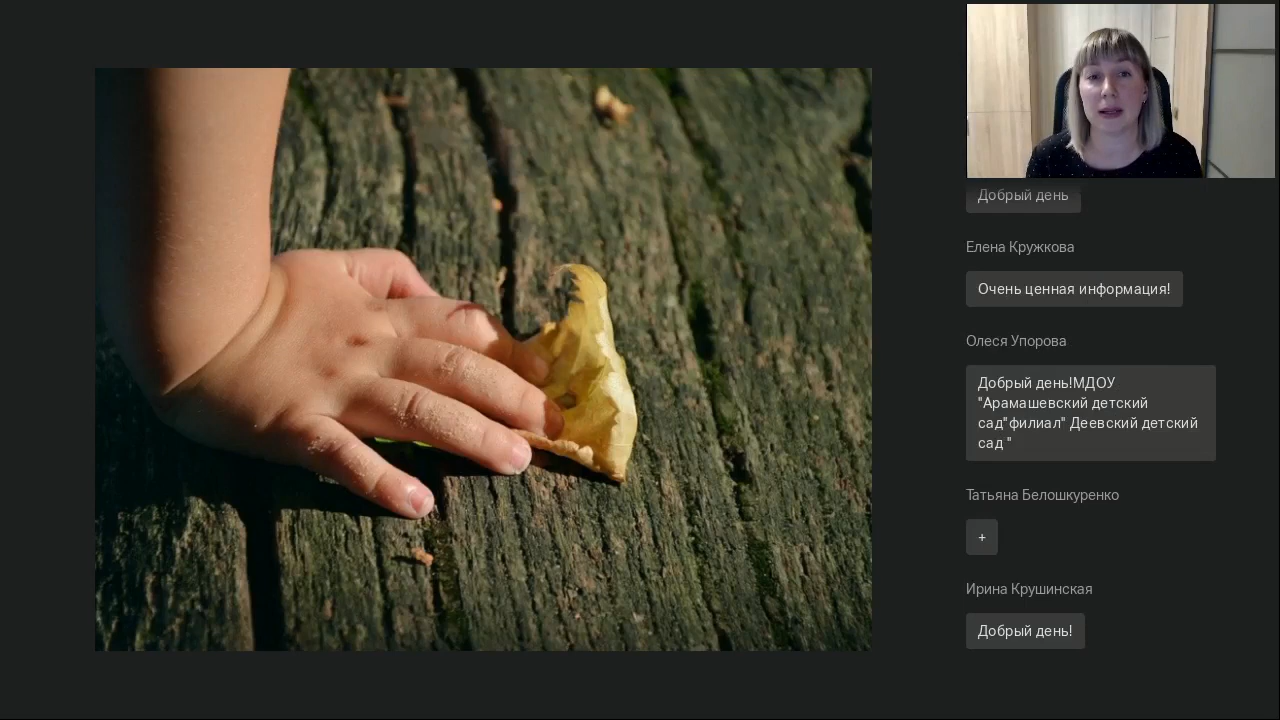 Добрый день
Елена Кружкова
Очень ценная информация!
Олеся Упорова
Добрый день!МДОУ
"Арамашевский детский
сад"филиал" Деевский детский
сад "
Татьяна Белошкуренко
+
Ирина Крушинская
Добрый день!